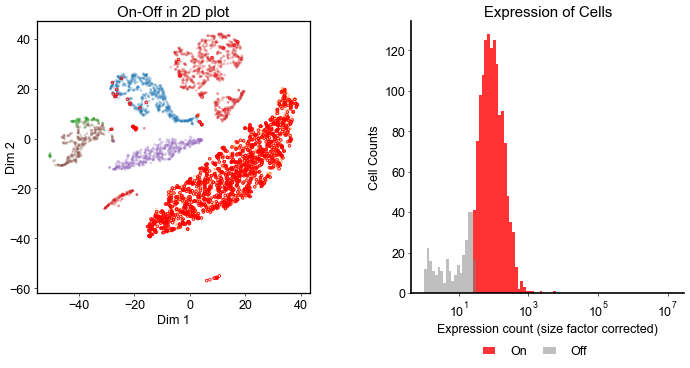 On-Off in 2D plot
40
20
0
−20
−40
−60
Dim 2
−40
−20
0
20
40
Dim 1
Expression of Cells
120
100
80
60
40
20
0
Cell Counts
10^1
10^3
10^5
10^7
Expression count (size factor corrected)
On
Off